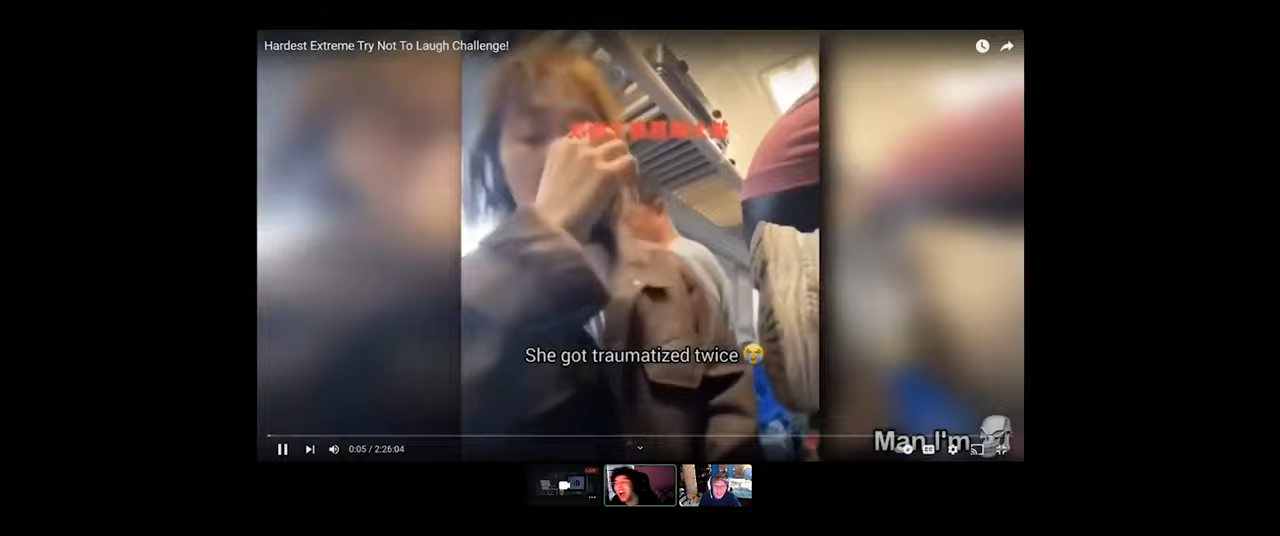 Hardest Extreme Try Not To Laugh Challenge!
She got traumatized twice 😭
Man I'm
0:05 / 2:26:04